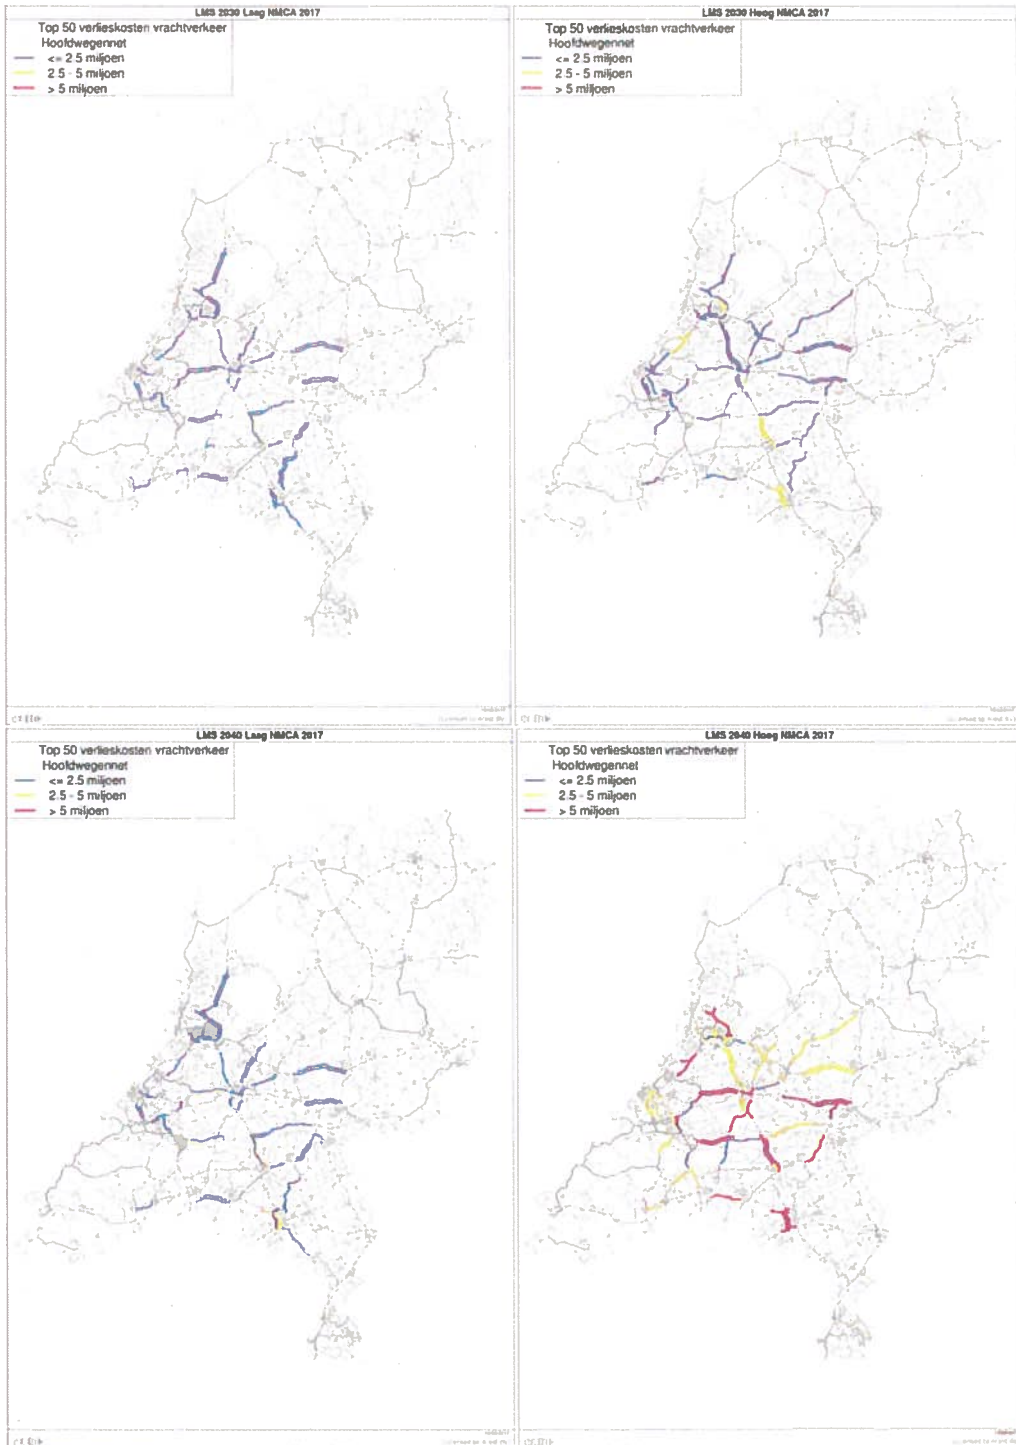 LMS 2030 Laag NMCA 2017
Top 50 verlieskosten vrachtverkeer
Hoofdwegennet
<= 2.5 miljoen
2.5 - 5 miljoen
> 5 miljoen
LMS 2030 Hoog NMCA 2017
Top 50 verlieskosten vrachtverkeer
Hoofdwegennet
<= 2.5 miljoen
2.5 - 5 miljoen
> 5 miljoen
LMS 2040 Laag NMCA 2017
Top 50 verlieskosten vrachtverkeer
Hoofdwegennet
<= 2.5 miljoen
2.5 - 5 miljoen
> 5 miljoen
LMS 2040 Hoog NMCA 2017
Top 50 verlieskosten vrachtverkeer
Hoofdwegennet
<= 2.5 miljoen
2.5 - 5 miljoen
> 5 miljoen